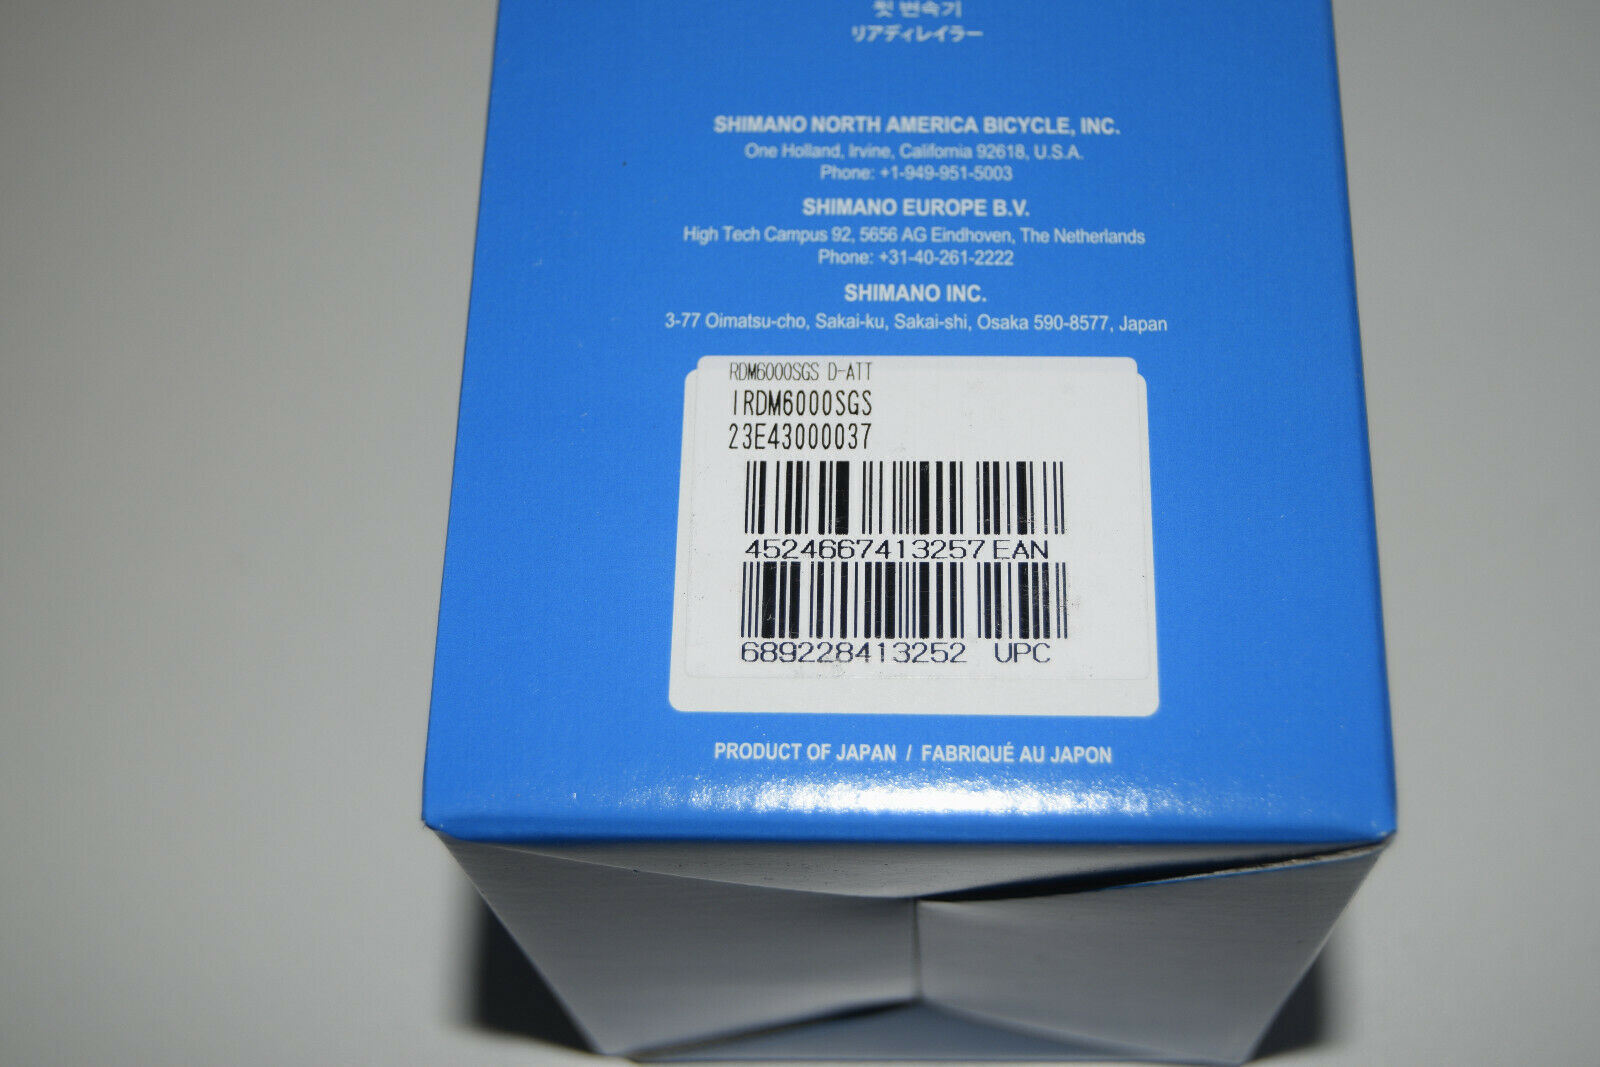 뒷 변속기
リアディレイラー
SHIMANO NORTH AMERICA BICYCLE, INC.
One Holland, Irvine, California 92618, U.S.A.
Phone: +1-949-951-5003
SHIMANO EUROPE B.V.
High Tech Campus 92, 5656 AG Eindhoven, The Netherlands
Phone: +31-40-261-2222
SHIMANO INC.
3-77 Oimatsu-cho, Sakai-ku, Sakai-shi, Osaka 590-8577, Japan
RDM6000SGS D-ATT
IRDM6000SGS
23E43000037
4524667413257 EAN
689228413252 UPC
PRODUCT OF JAPAN / FABRIQUÉ AU JAPON